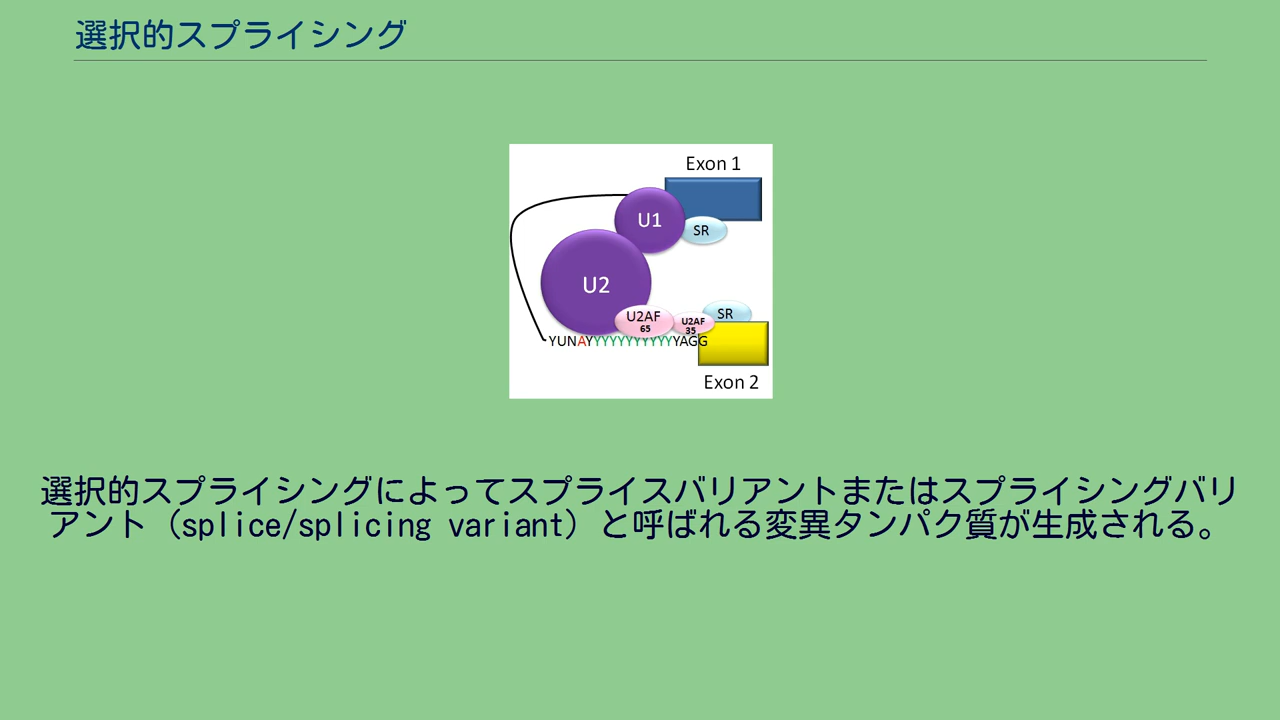 選択的スプライシング
Exon 1
U1
SR
U2
SR
U2AF
65
U2AF
35
YUNAYYYYYYYYYYYAGG
Exon 2
選択的スプライシングによってスプライスバリアントまたはスプライシングバリ
アント（splice/splicing variant）と呼ばれる変異タンパク質が生成される。